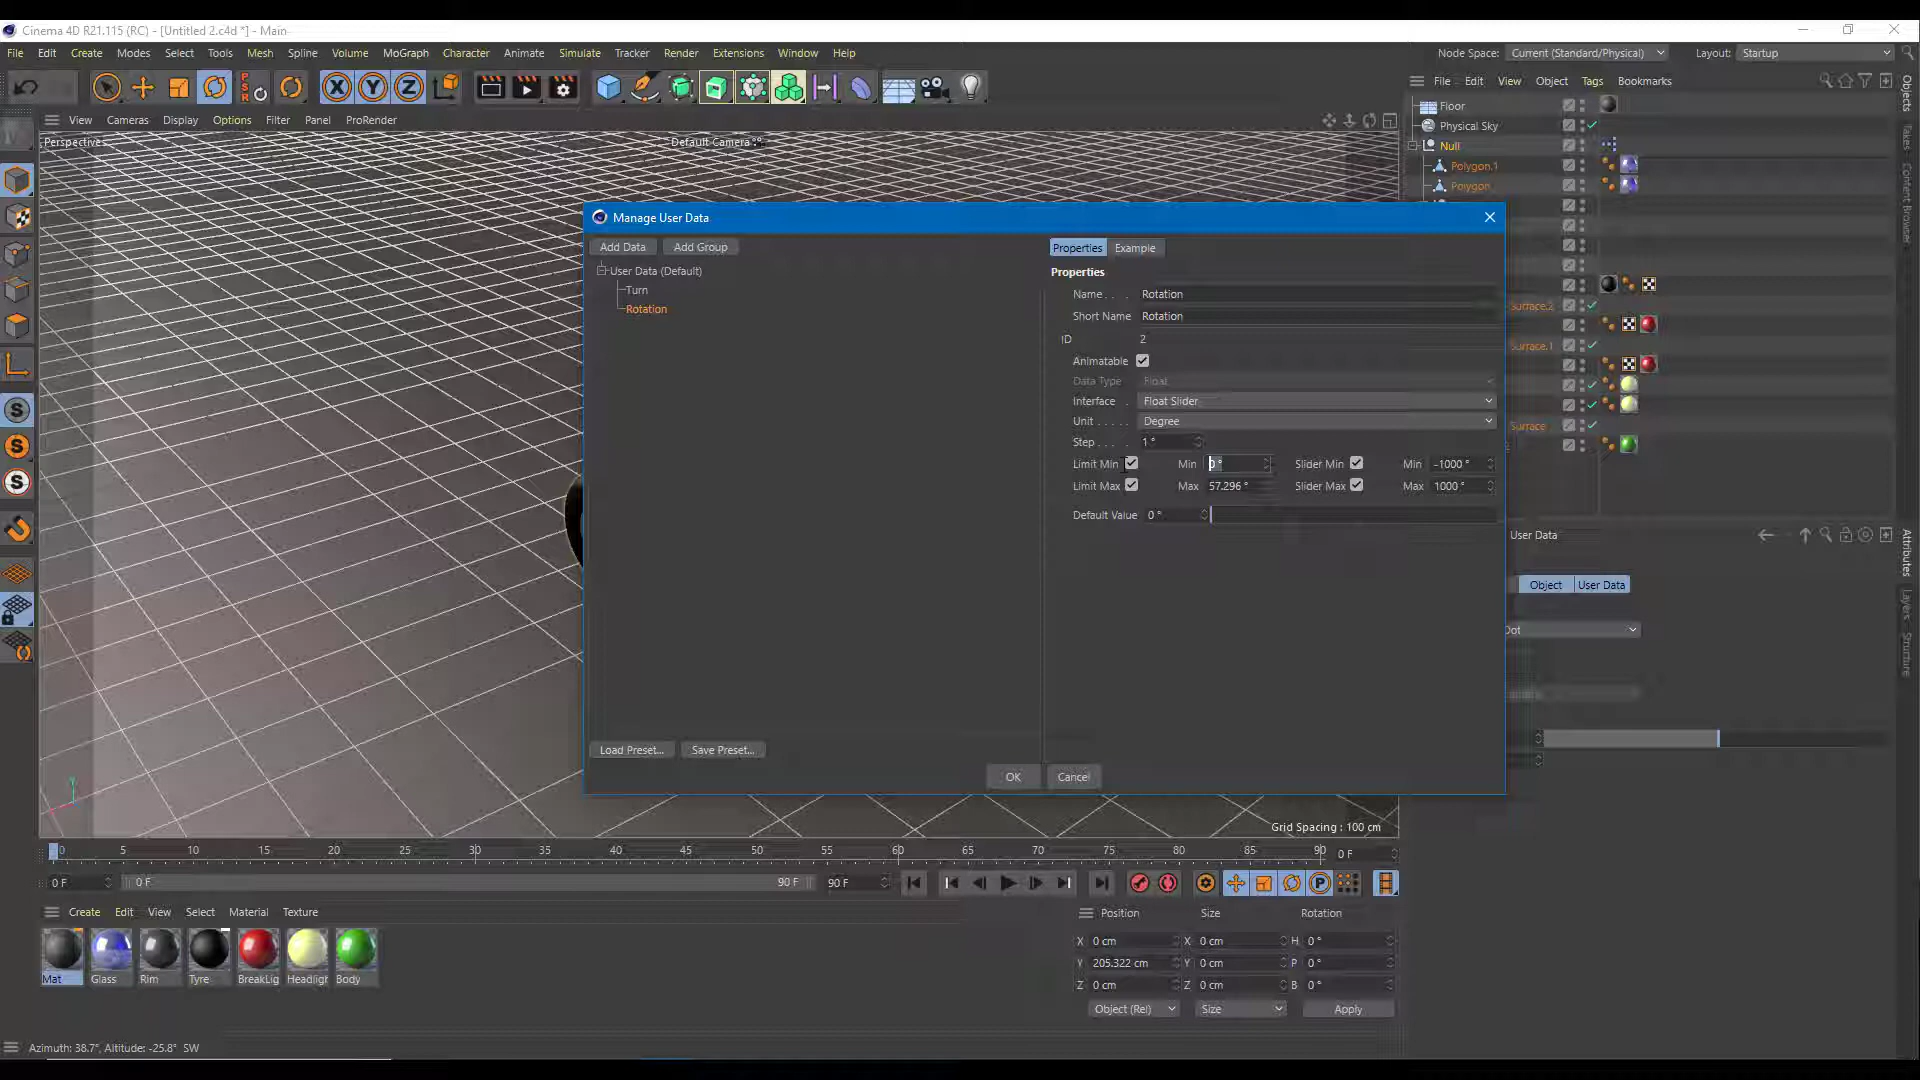 Cinema 4D R21.115 (RC) - [Untitled 2.c4d *] - Main
File Edit Create Modes Select Tools Mesh Spline Volume MoGraph Character Animate Simulate Tracker Render Extensions Window Help
Node Space: Current (Standard/Physical) Layout: Startup
File Edit View Object Tags Bookmarks
View Cameras Display Options Filter Panel ProRender
Perspective
Default Camera
Floor
Physical Sky
Null
Polygon.1
Polygon
Surface.2
Surface.1
Surface
Objects
Takes
Content Browser
Manage User Data
Add Data Add Group
User Data (Default)
Turn
Rotation
Properties Example
Properties
Name . . . . Rotation
Short Name Rotation
ID 2
Animatable
Data Type Float
Interface . Float Slider
Unit . . . . . Degree
Step . . . . 1 °
Limit Min Min 0 ° Slider Min Min -1000 °
Limit Max Max 57.296 ° Slider Max Max 1000 °
Default Value 0 °
Load Preset... Save Preset...
OK Cancel
User Data
Object User Data
Dot
Attributes
Layers
Structure
Grid Spacing : 100 cm
0 5 10 15 20 25 30 35 40 45 50 55 60 65 70 75 80 85 90 0 F
0 F 0 F 90 F 90 F
Create Edit View Select Material Texture
Mat Glass Rim Tyre BreakLig Headligh Body
Position Size Rotation
X 0 cm X 0 cm H 0 °
Y 205.322 cm Y 0 cm P 0 °
Z 0 cm Z 0 cm B 0 °
Object (Rel) Size Apply
Azimuth: 38.7°, Altitude: -25.8° SW